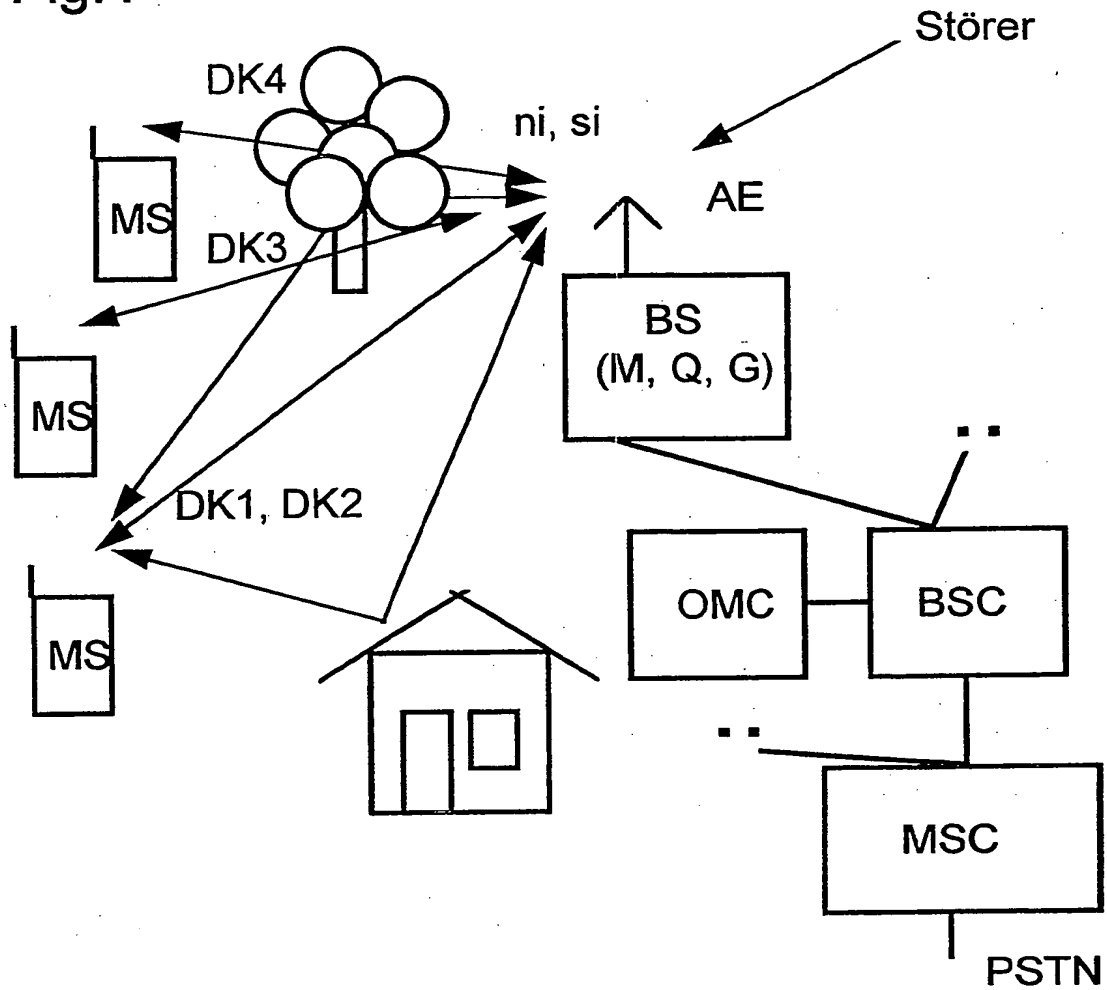 Störer
DK4
ni, si
AE
MS
DK3
BS
(M, Q, G)
MS
DK1, DK2
OMC
BSC
MS
MSC
PSTN